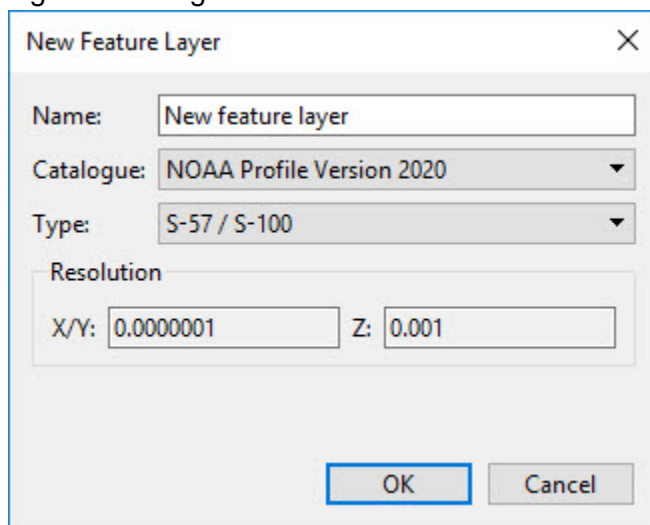 New Feature Layer
Name: New feature layer
Catalogue: NOAA Profile Version 2020
Type: S-57 / S-100
Resolution
X/Y: 0.0000001 Z: 0.001
OK Cancel